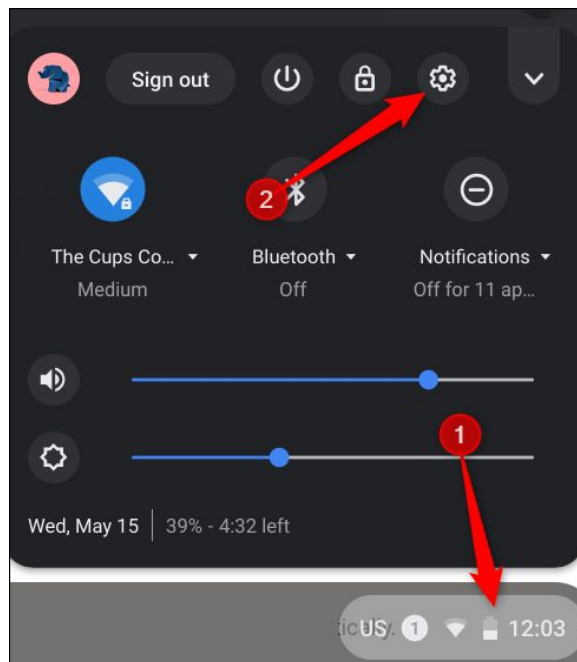 Sign out
2
The Cups Co... Bluetooth Notifications
Medium Off Off for 11 ap...
1
Wed, May 15 39% - 4:32 left
US 1 12:03